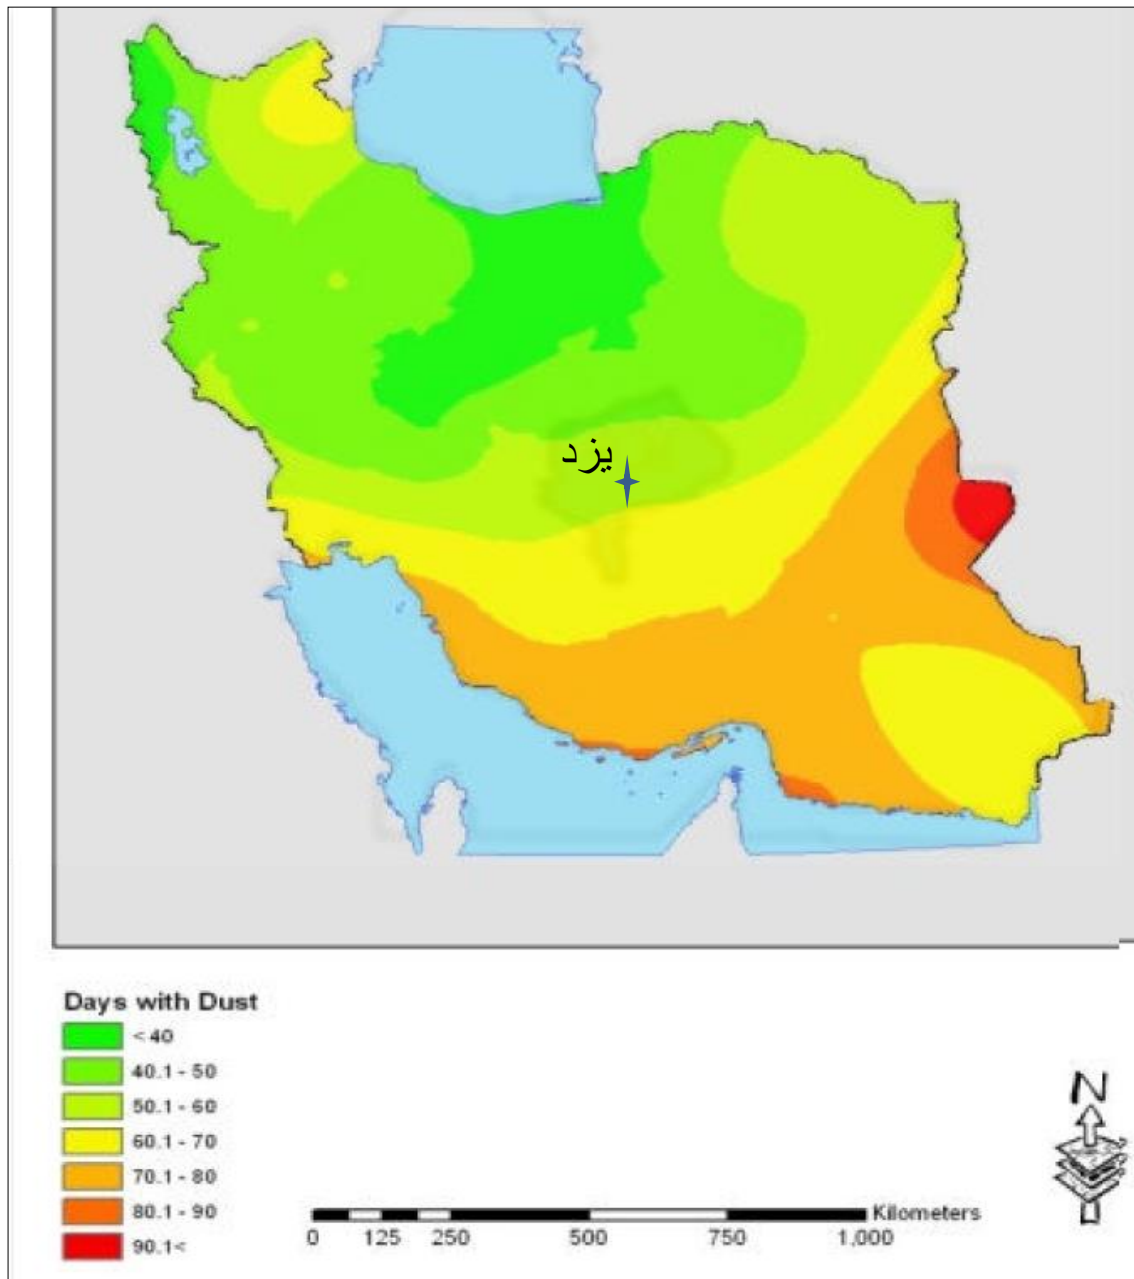 یزد
Days with Dust
< 40
40.1 - 50
50.1 - 60
60.1 - 70
70.1 - 80
80.1 - 90
90.1<
N
Kilometers
0 125 250 500 750 1,000